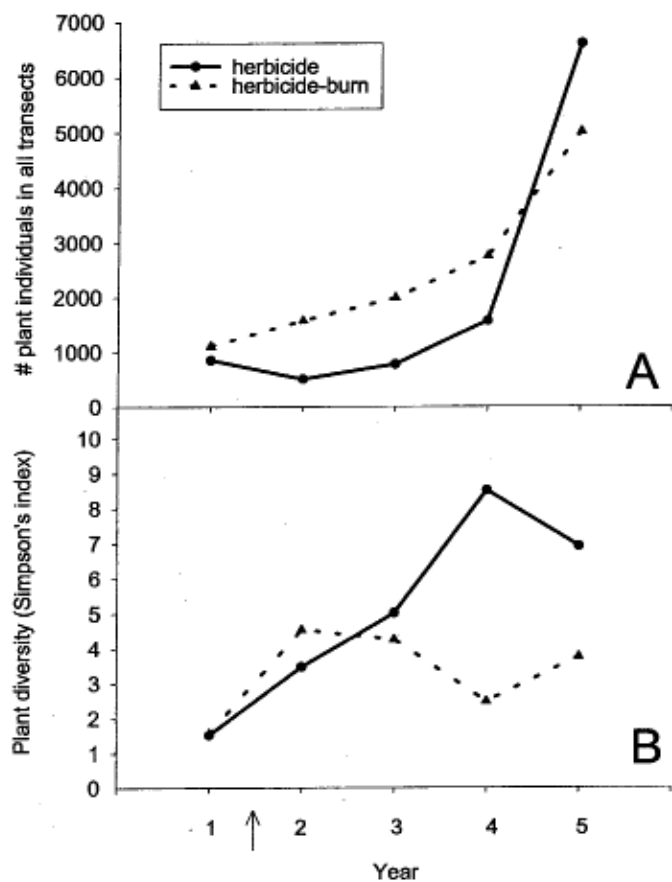 # plant individuals in all transects
7000
6000
5000
4000
3000
2000
1000
0
herbicide
herbicide-burn
A
Plant diversity (Simpson's index)
10
9
8
7
6
5
4
3
2
1
0
B
1 2 3 4 5
Year